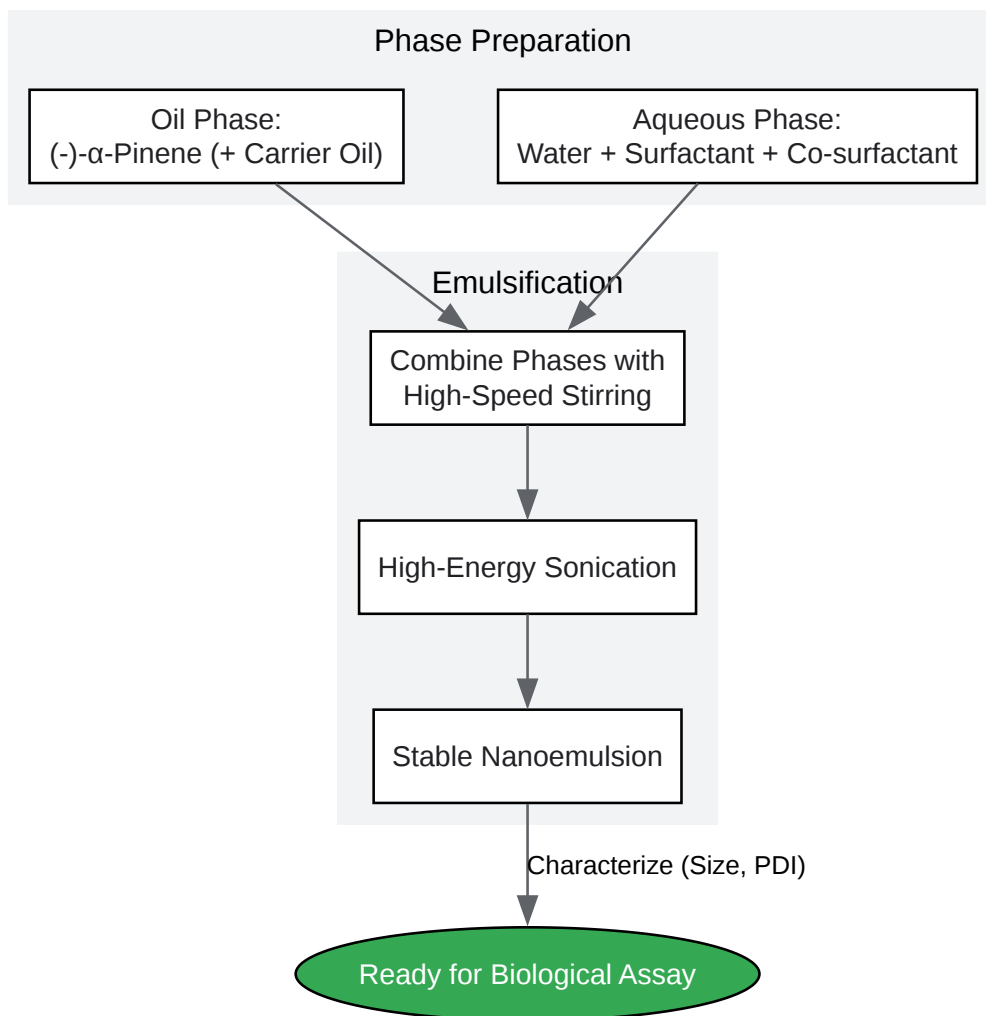 Phase Preparation
Oil Phase:
(-)-α-Pinene (+ Carrier Oil)
Aqueous Phase:
Water + Surfactant + Co-surfactant
Emulsification
Combine Phases with
High-Speed Stirring
High-Energy Sonication
Stable Nanoemulsion
Characterize (Size, PDI)
Ready for Biological Assay